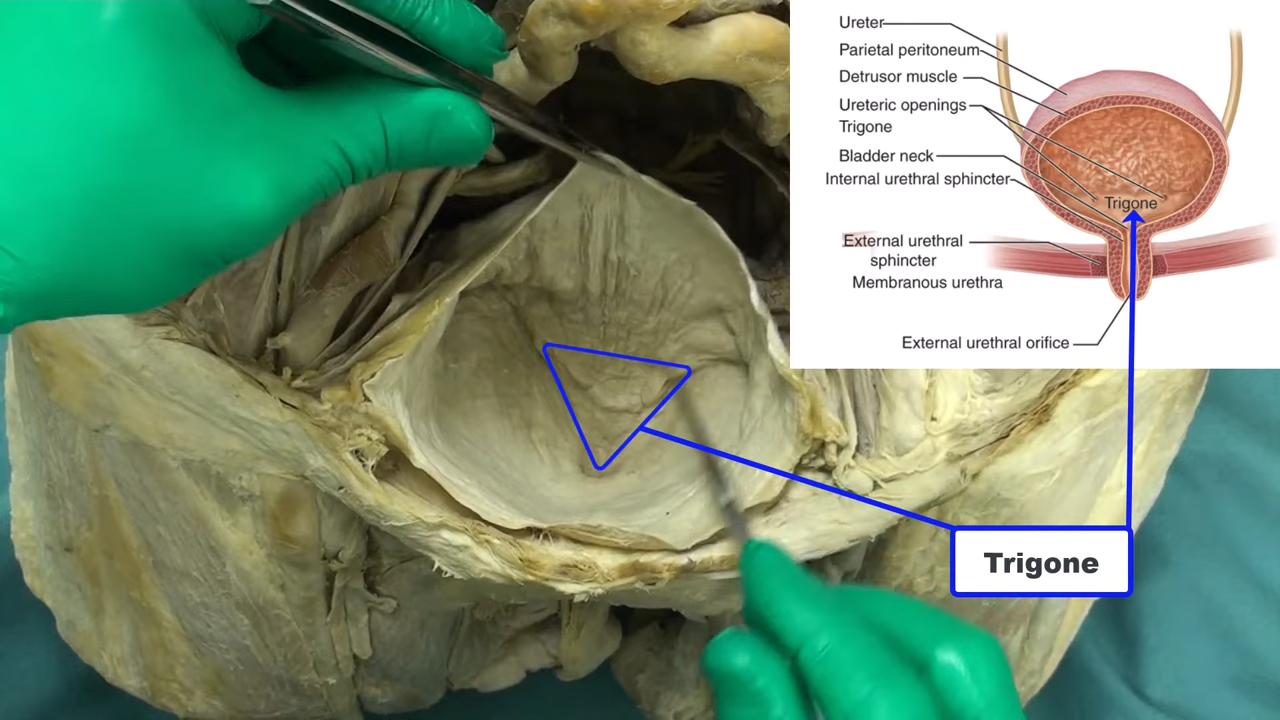 Ureter
Parietal peritoneum
Detrusor muscle
Ureteric openings
Trigone
Bladder neck
Internal urethral sphincter
Trigone
External urethral
sphincter
Membranous urethra
External urethral orifice
Trigone